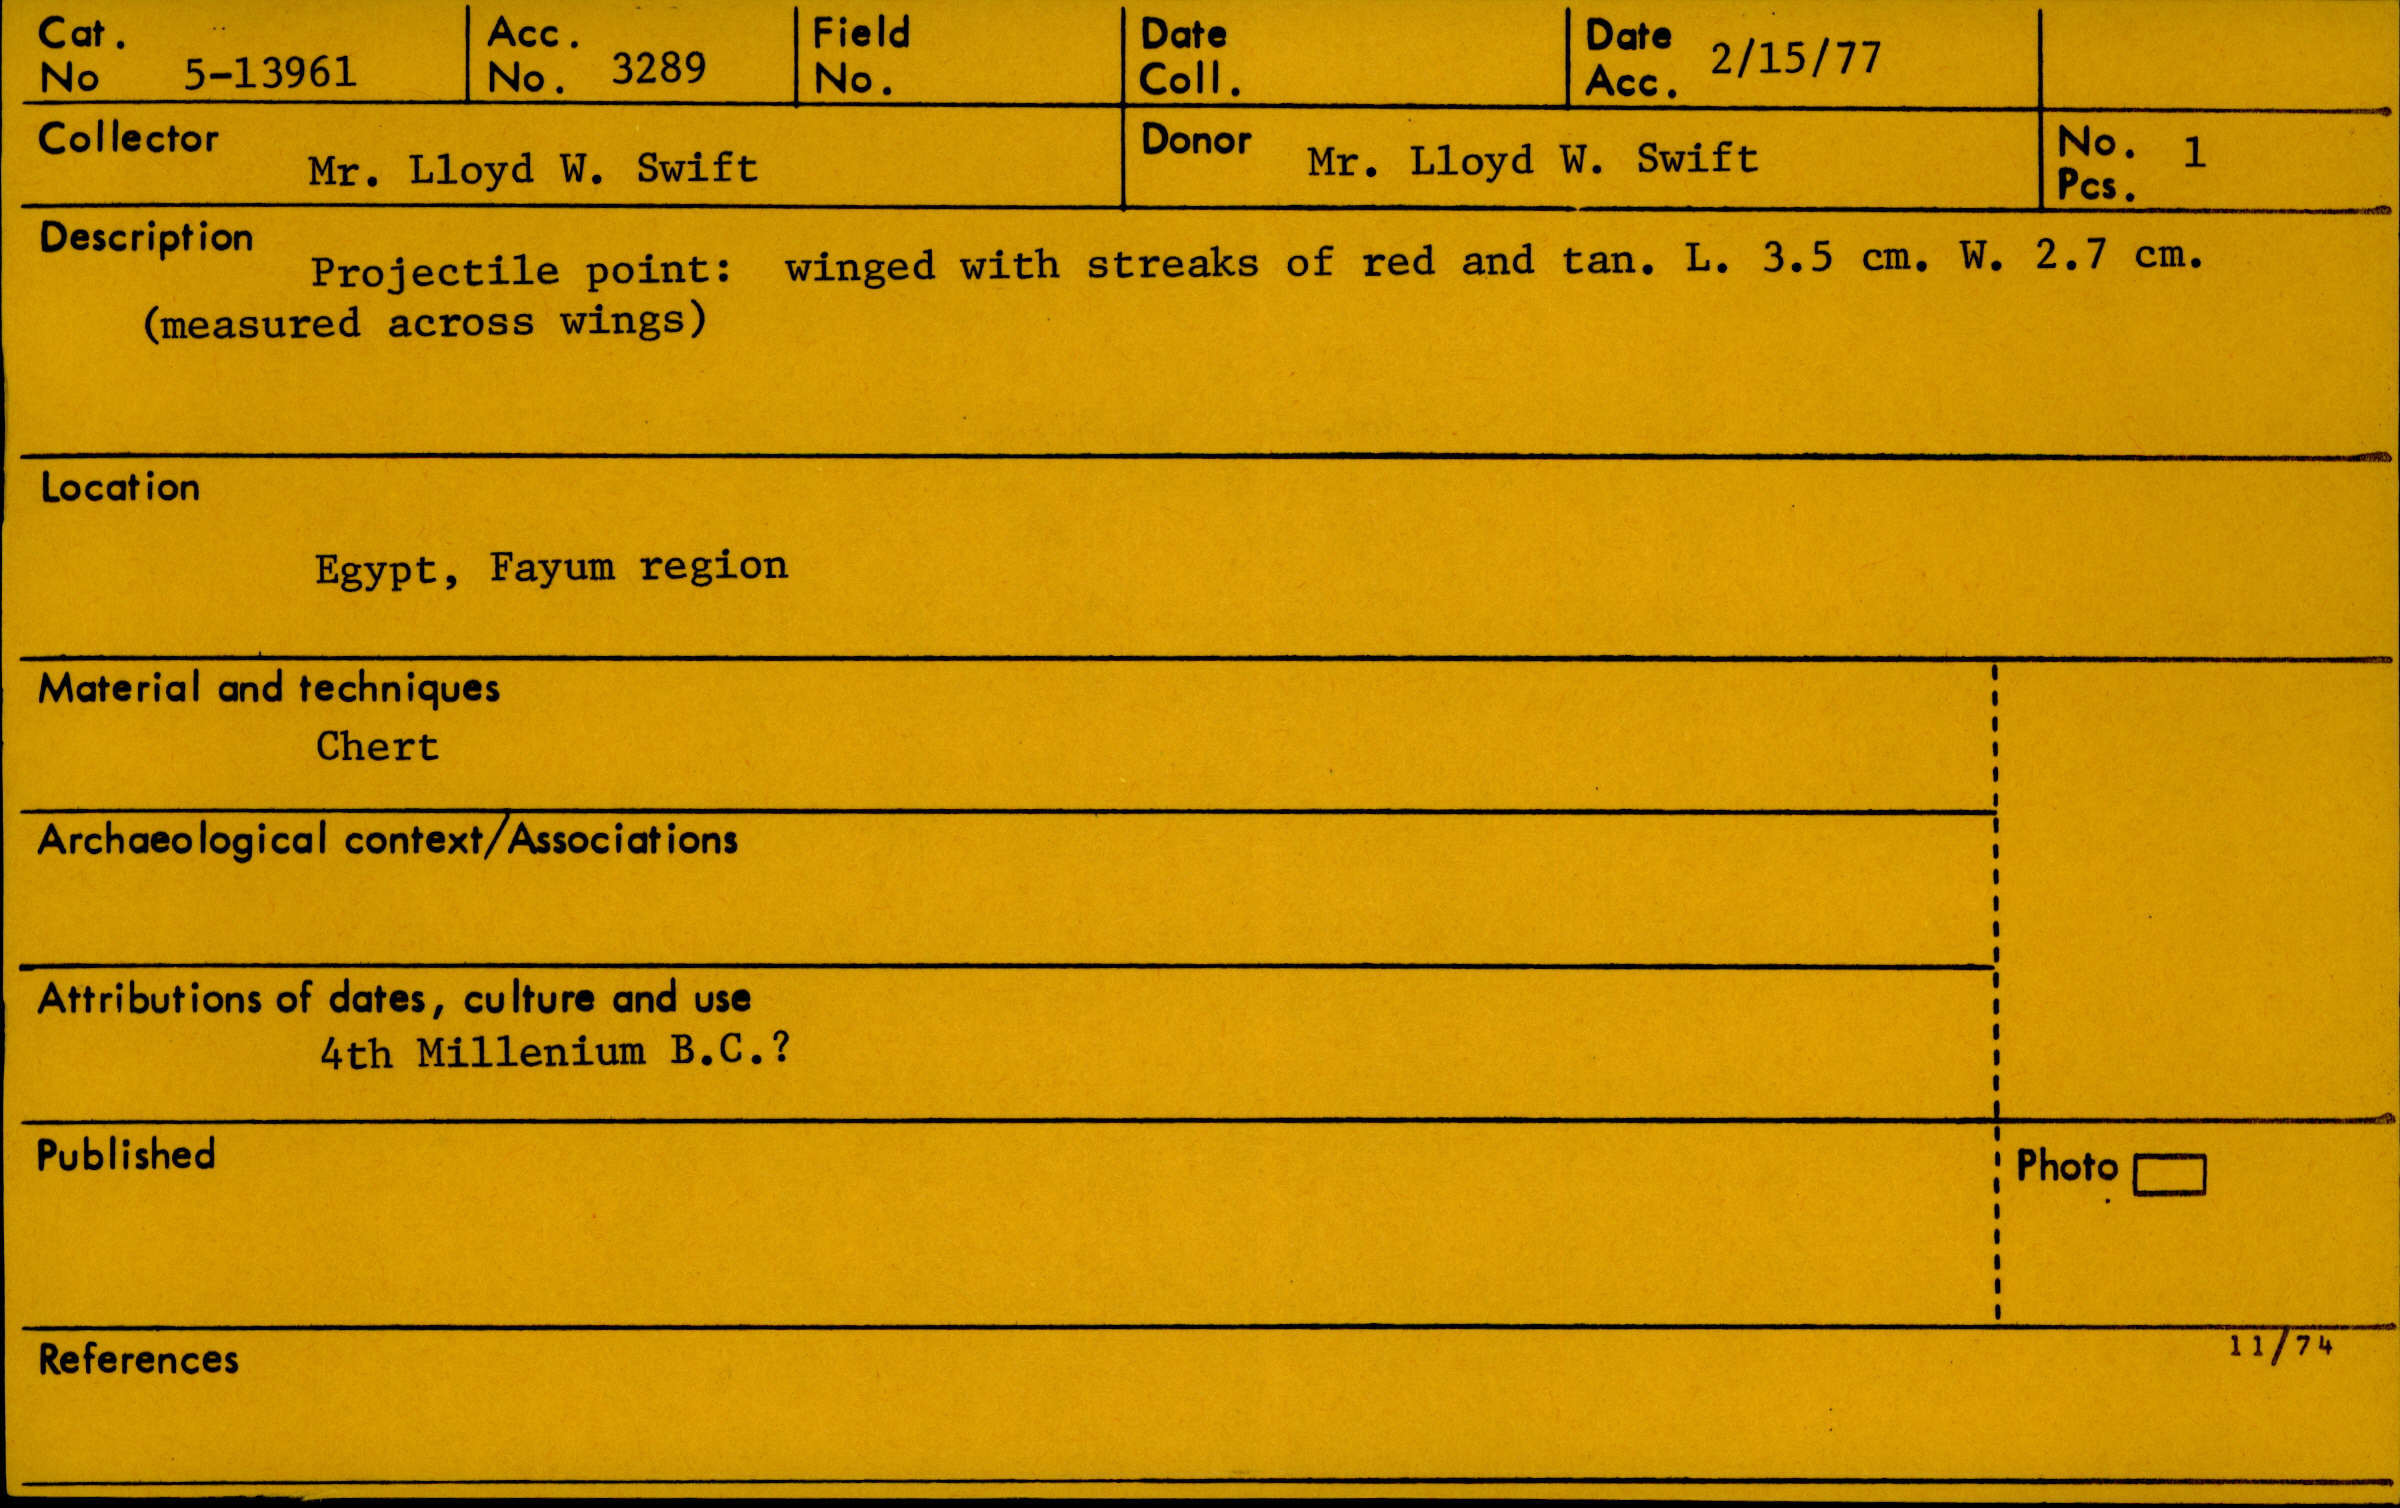 Cat. No 5-13961
Acc. No. 3289
Field No.
Date Coll.
Date Acc. 2/15/77
Collector Mr. Lloyd W. Swift
Donor Mr. Lloyd W. Swift
No. Pcs. 1
Description Projectile point: winged with streaks of red and tan. L. 3.5 cm. W. 2.7 cm.
(measured across wings)
Location
Egypt, Fayum region
Material and techniques
Chert
Archaeological context/Associations
Attributions of dates, culture and use
4th Millenium B.C.?
Published
Photo
References
11/74